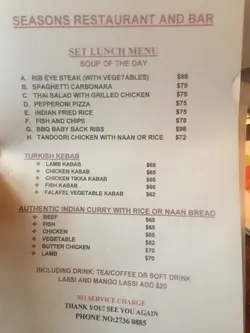 SEASONS RESTAURANT AND BAR
SET LUNCH MENU
SOUP OF THE DAY
A. RIB EYE STEAK (WITH VEGETABLES) $98
B. SPAGHETTI CARBONARA $75
C. THAI SALAD WITH GRILLED CHICKEN $75
D. PEPPERONI PIZZA $75
E. INDIAN FRIED RICE $75
F. FISH AND CHIPS $78
G. BBQ BABY BACK RIBS $98
H. TANDOORI CHICKEN WITH NAAN OR RICE $72
TURKISH KEBAB
LAMB KABAB $68
CHICKEN KABAB $66
CHICKEN TIKKA KABAB $65
FISH KABAB . $65
FALAFEL VEGETABLE KABAB $62
AUTHENTIC INDIAN CURRY WITH RICE OR NAAN BREAD
BEEF $65
FISH $65
CHICKEN $65
VEGETABLE $62
BUTTER CHICKEN $70
LAMB $70
INCLUDING DRINK: TEA/COFFEE OR SOFT DRINK
LASSI AND MANGO LASSI ADD $20
NO SERVICE CHARGE
THANK YOU! SEE YOU AGAIN
PHONE NO:2736 0885